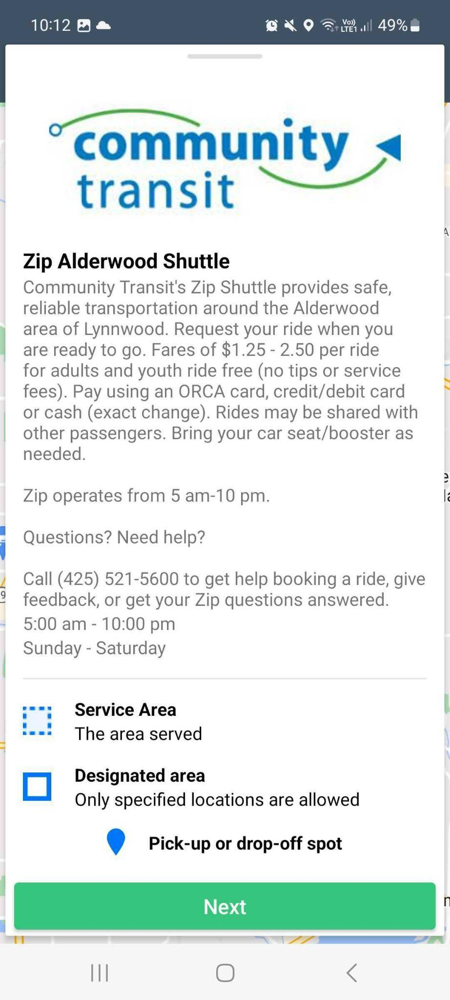 10:12
Vo))
LTE1
49%
community
transit
Zip Alderwood Shuttle
Community Transit's Zip Shuttle provides safe,
reliable transportation around the Alderwood
area of Lynnwood. Request your ride when you
are ready to go. Fares of $1.25 - 2.50 per ride
for adults and youth ride free (no tips or service
fees). Pay using an ORCA card, credit/debit card
or cash (exact change). Rides may be shared with
other passengers. Bring your car seat/booster as
needed.
Zip operates from 5 am-10 pm.
Questions? Need help?
Call (425) 521-5600 to get help booking a ride, give
feedback, or get your Zip questions answered.
5:00 am - 10:00 pm
Sunday - Saturday
Service Area
The area served
Designated area
Only specified locations are allowed
Pick-up or drop-off spot
Next